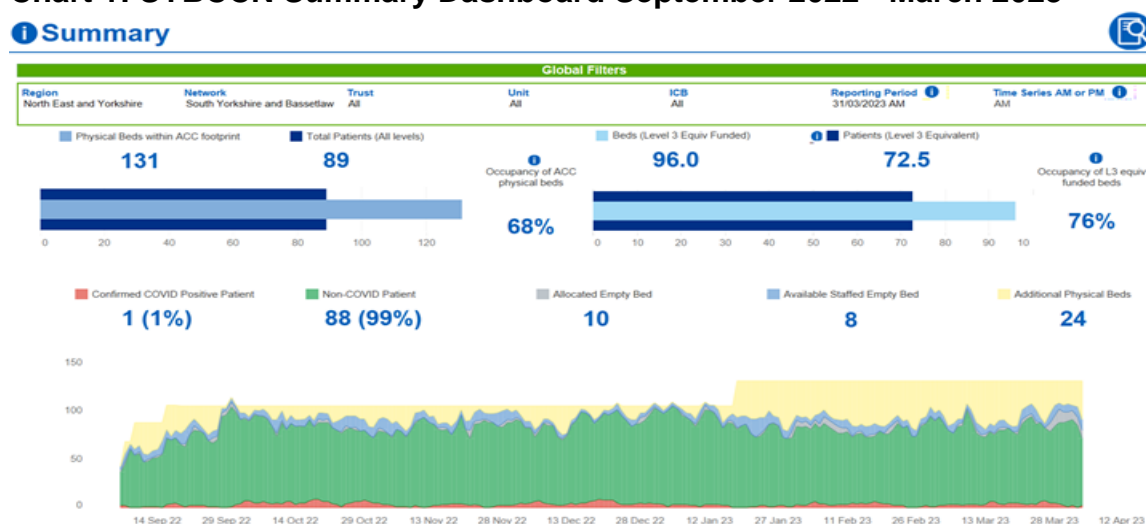 Summary
Global Filters
Region Network Trust Unit ICB Reporting Period Time Series AM or PM
North East and Yorkshire South Yorkshire and Bassetlaw All All All 31/03/2023 AM AM
Physical Beds within ACC footprint Total Patients (All levels) Beds (Level 3 Equiv Funded) Patients (Level 3 Equivalent)
131 89 96.0 72.5
Occupancy of ACC physical beds
68%
Occupancy of L3 equiv funded beds
76%
0 20 40 60 80 100 120
0 10 20 30 40 50 60 70 80 90 10
Confirmed COVID Positive Patient Non-COVID Patient Allocated Empty Bed Available Staffed Empty Bed Additional Physical Beds
1 (1%) 88 (99%) 10 8 24
150
100
50
0
14 Sep 22 29 Sep 22 14 Oct 22 29 Oct 22 13 Nov 22 28 Nov 22 13 Dec 22 28 Dec 22 12 Jan 23 27 Jan 23 11 Feb 23 26 Feb 23 13 Mar 23 28 Mar 23 12 Apr 23